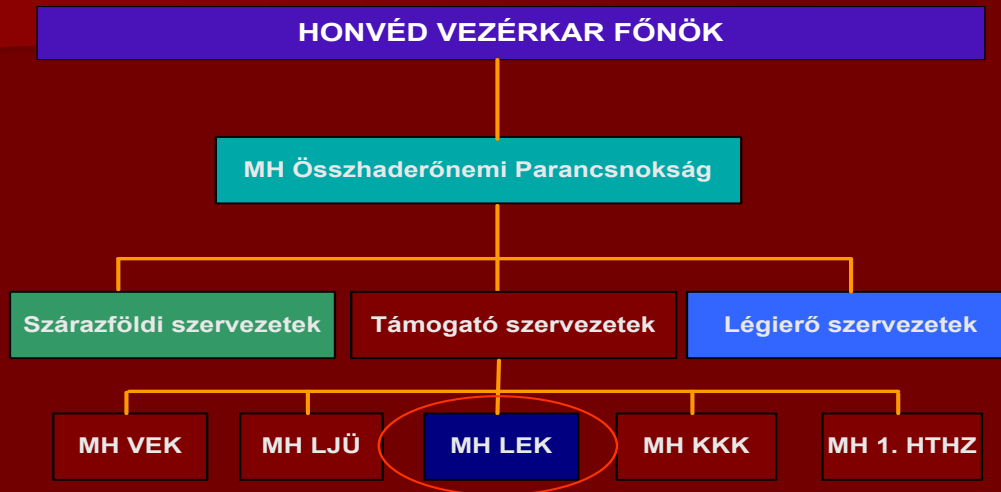 HONVÉD VEZÉRKAR FŐNÖK
MH Összhaderőnemi Parancsnokság
Szárazföldi szervezetek
Támogató szervezetek
Légierő szervezetek
MH VEK
MH LJÜ
MH LEK
MH KKK
MH 1. HTHZ